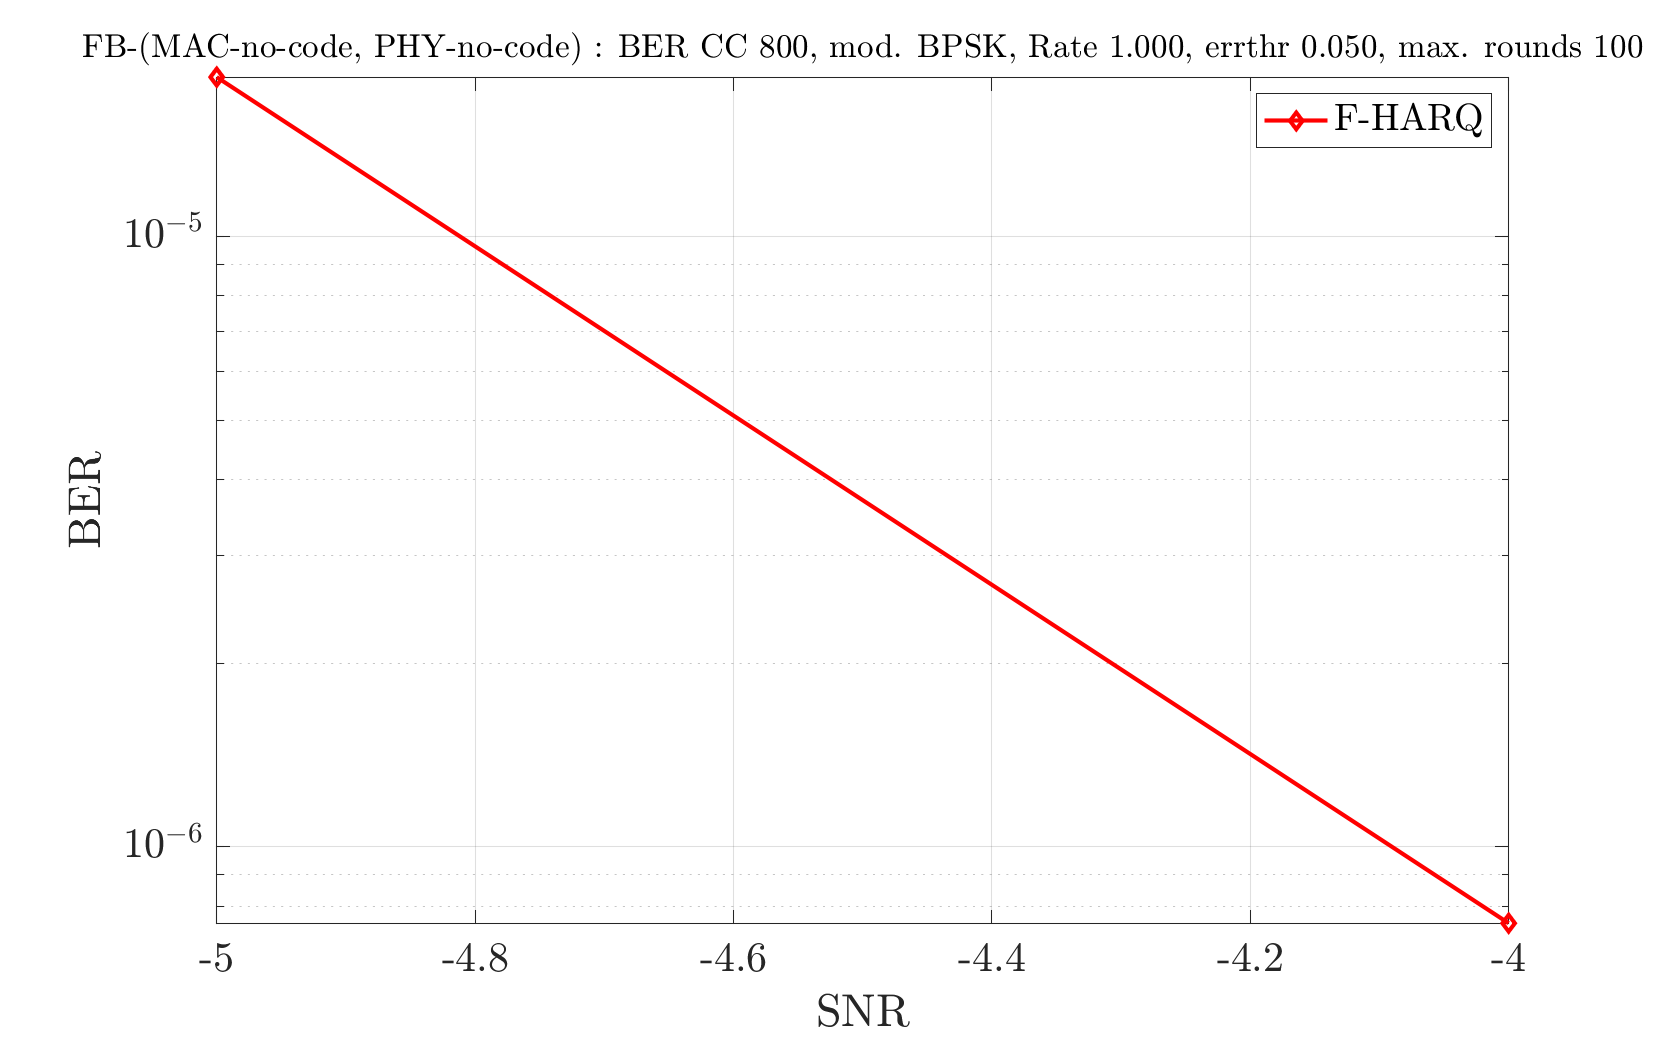 FB-(MAC-no-code, PHY-no-code) : BER CC 800, mod. BPSK, Rate 1.000, errthr 0.050, max. rounds 100
F-HARQ
10⁻⁵
BER
10⁻⁶
-5 -4.8 -4.6 -4.4 -4.2 -4
SNR